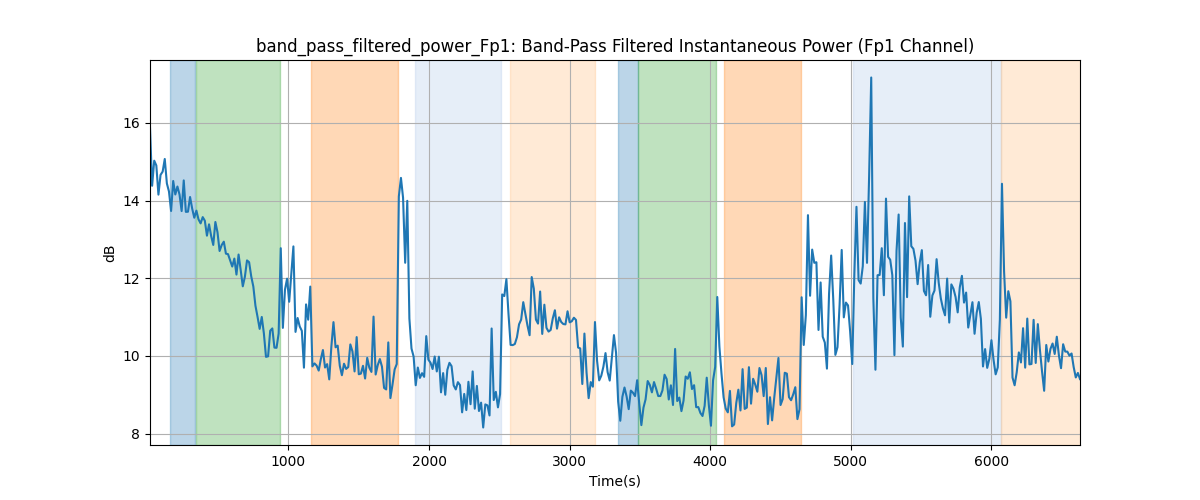 band_pass_filtered_power_Fp1: Band-Pass Filtered Instantaneous Power (Fp1 Channel)
16
14
12
10
8
dB
1000 2000 3000 4000 5000 6000
Time(s)